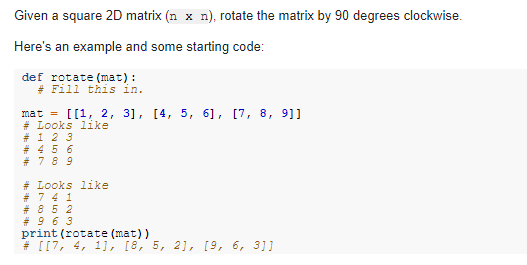 Given a square 2D matrix (n x n), rotate the matrix by 90 degrees clockwise.
Here's an example and some starting code:
def rotate(mat):
# Fill this in.
mat = [[1, 2, 3], [4, 5, 6], [7, 8, 9]]
# Looks like
# 1 2 3
# 4 5 6
# 7 8 9
# Looks like
# 7 4 1
# 8 5 2
# 9 6 3
print(rotate(mat))
# [[7, 4, 1], [8, 5, 2], [9, 6, 3]]